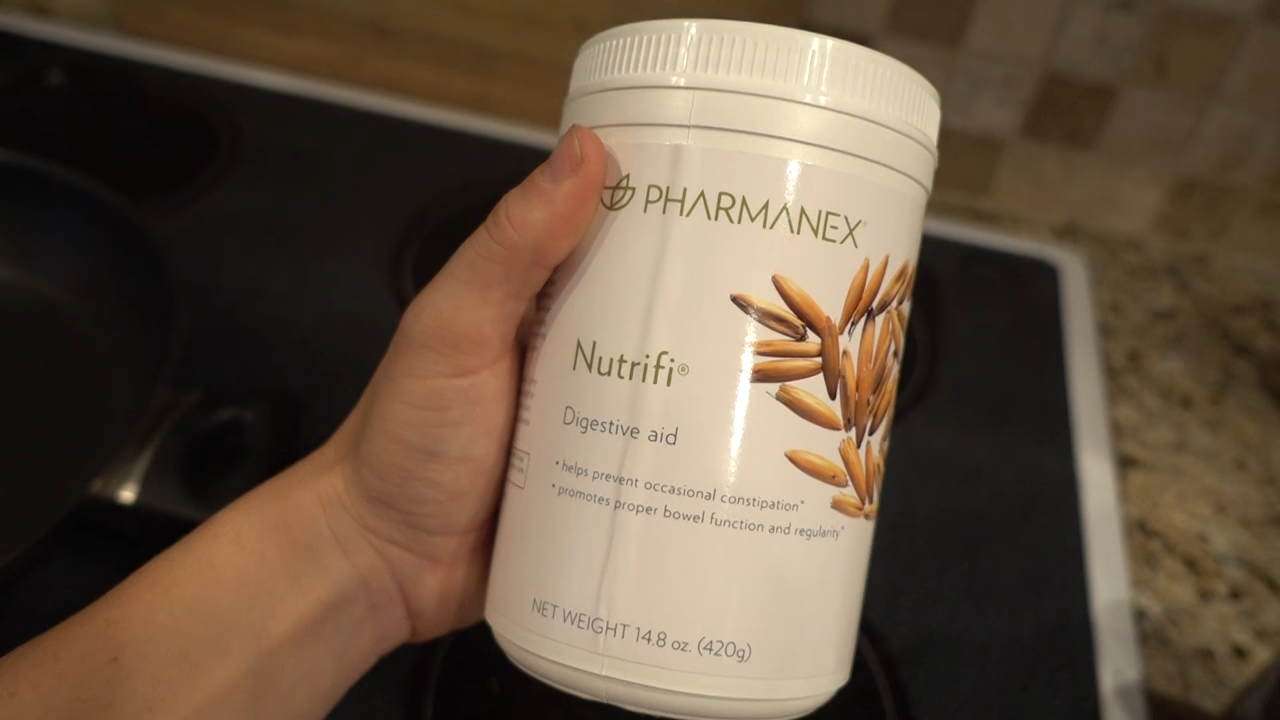 PHARMANEX®
Nutrifi®
Digestive aid
*helps prevent occasional constipation*
*promotes proper bowel function and regularity*
NET WEIGHT 14.8 oz. (420g)